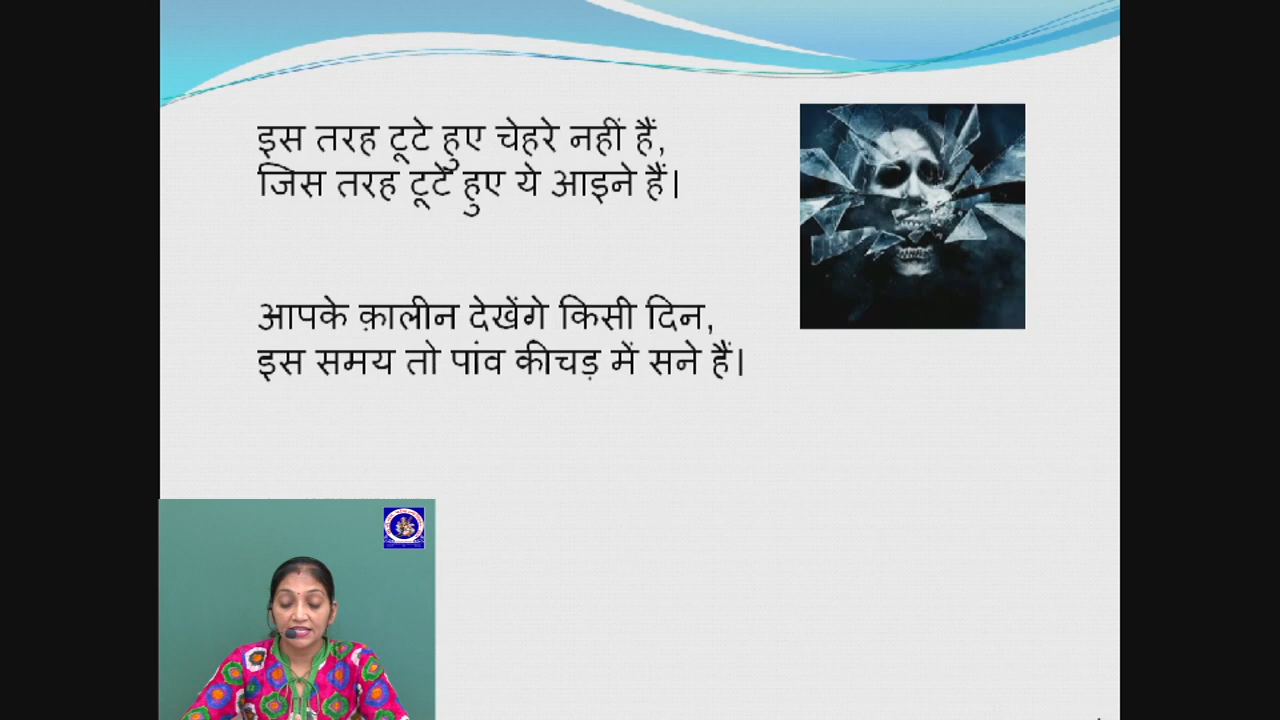 इस तरह टूटे हुए चेहरे नहीं हैं,
जिस तरह टूटे हुए ये आइने हैं।
आपके क़ालीन देखेंगे किसी दिन,
इस समय तो पांव कीचड़ में सने हैं।